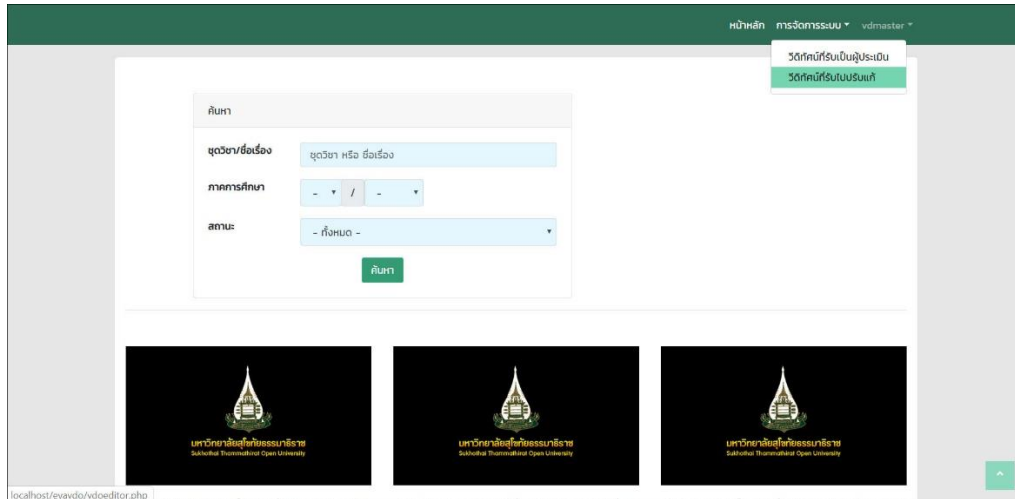 หน้าหลัก การจัดการระบบ vdmaster
วีดิทัศน์ที่รับเป็นผู้ประเมิน
วีดิทัศน์ที่รับไปปรับแก้
ค้นหา
ชุดวิชา/ชื่อเรื่อง
ชุดวิชา หรือ ชื่อเรื่อง
ภาคการศึกษา
- / -
สถานะ
- ทั้งหมด -
ค้นหา
มหาวิทยาลัยสุโขทัยธรรมาธิราช
Sukhothai Thammathirat Open University
มหาวิทยาลัยสุโขทัยธรรมาธิราช
Sukhothai Thammathirat Open University
มหาวิทยาลัยสุโขทัยธรรมาธิราช
Sukhothai Thammathirat Open University
localhost/evavdo/vdoeditor.php